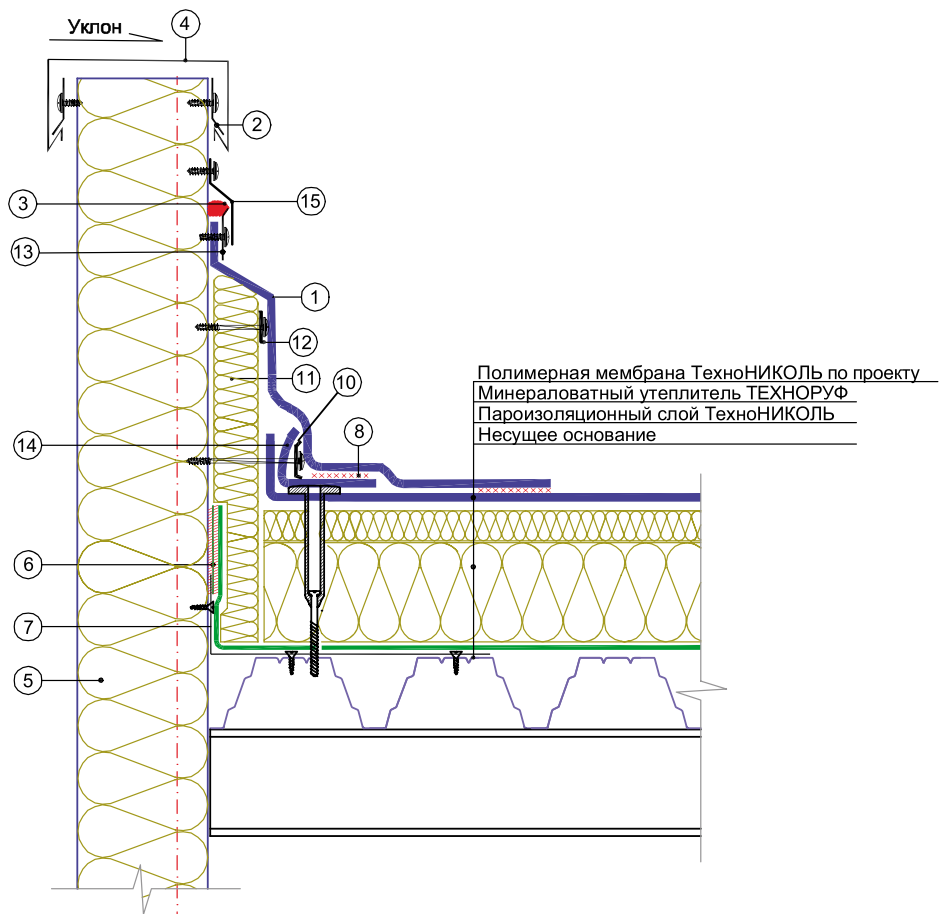 Уклон
4
2
3
15
13
1
12
11
10
Полимерная мембрана ТехноНИКОЛЬ по проекту
Минераловатный утеплитель ТЕХНОРУФ
Пароизоляционный слой ТехноНИКОЛЬ
Несущее основание
14
8
6
7
5